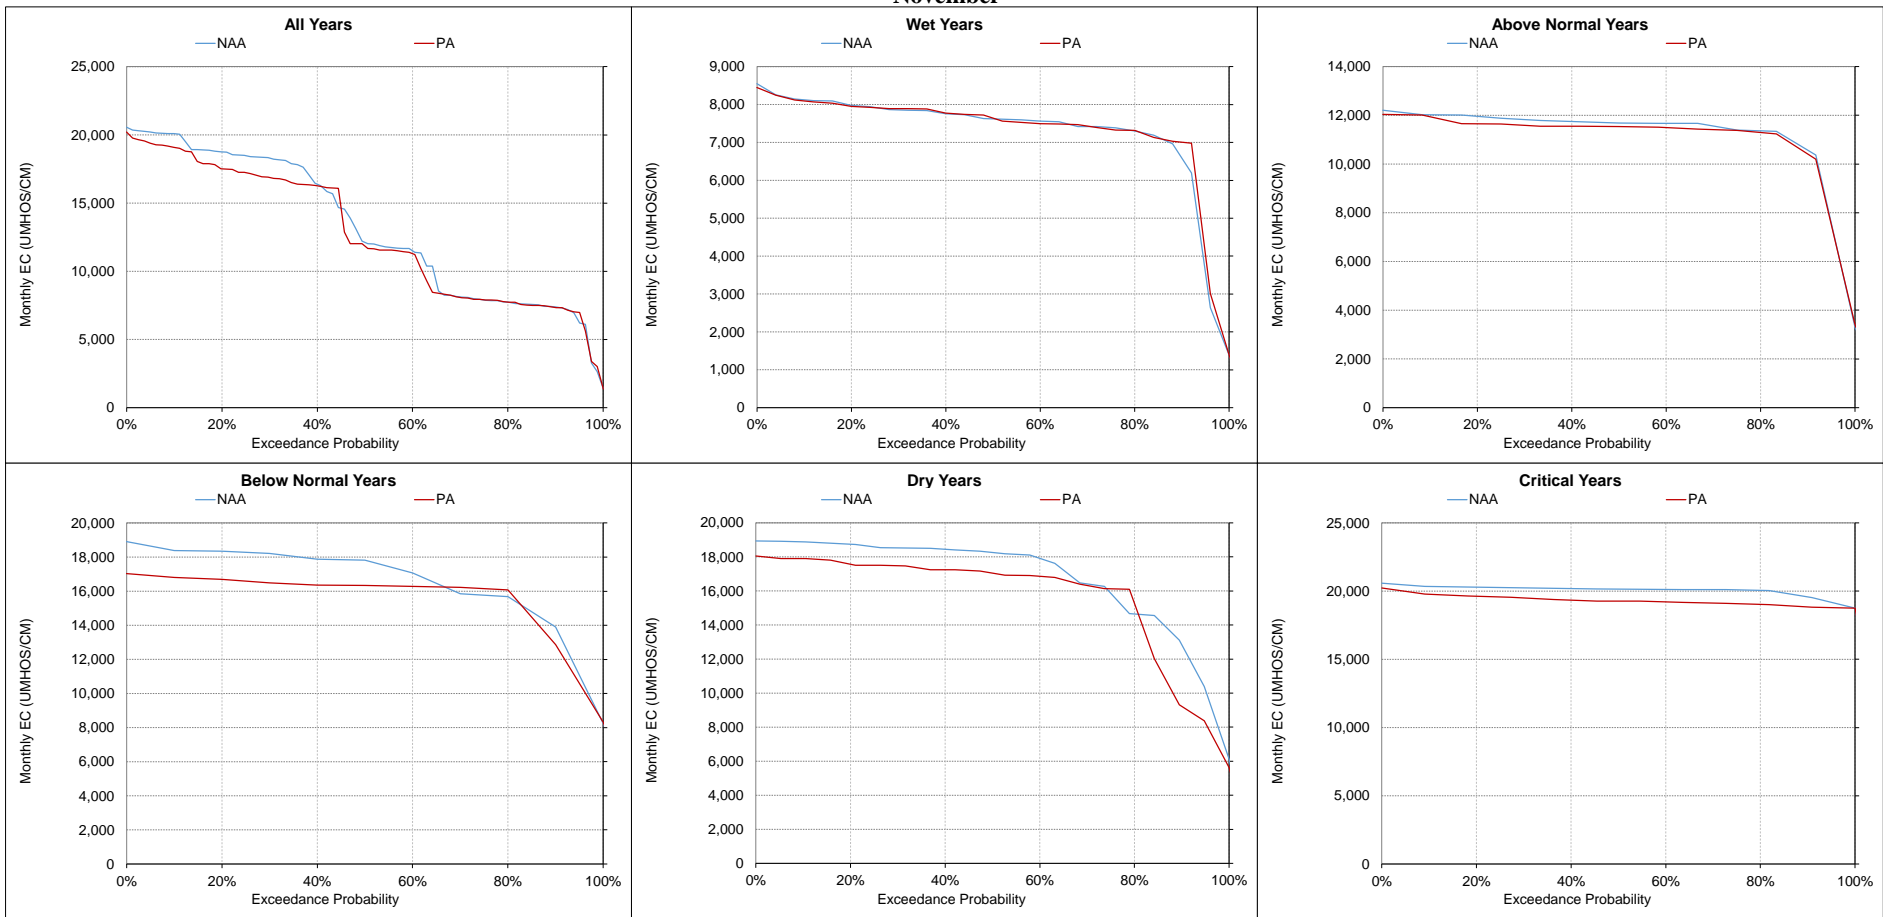 November
All Years
NAA PA
25,000
20,000
15,000
10,000
5,000
0
Monthly EC (UMHOS/CM)
0% 20% 40% 60% 80% 100%
Exceedance Probability
Wet Years
NAA PA
9,000
8,000
7,000
6,000
5,000
4,000
3,000
2,000
1,000
0
Monthly EC (UMHOS/CM)
0% 20% 40% 60% 80% 100%
Exceedance Probability
Above Normal Years
NAA PA
14,000
12,000
10,000
8,000
6,000
4,000
2,000
0
Monthly EC (UMHOS/CM)
0% 20% 40% 60% 80% 100%
Exceedance Probability
Below Normal Years
NAA PA
20,000
18,000
16,000
14,000
12,000
10,000
8,000
6,000
4,000
2,000
0
Monthly EC (UMHOS/CM)
0% 20% 40% 60% 80% 100%
Exceedance Probability
Dry Years
NAA PA
20,000
18,000
16,000
14,000
12,000
10,000
8,000
6,000
4,000
2,000
0
Monthly EC (UMHOS/CM)
0% 20% 40% 60% 80% 100%
Exceedance Probability
Critical Years
NAA PA
25,000
20,000
15,000
10,000
5,000
0
Monthly EC (UMHOS/CM)
0% 20% 40% 60% 80% 100%
Exceedance Probability